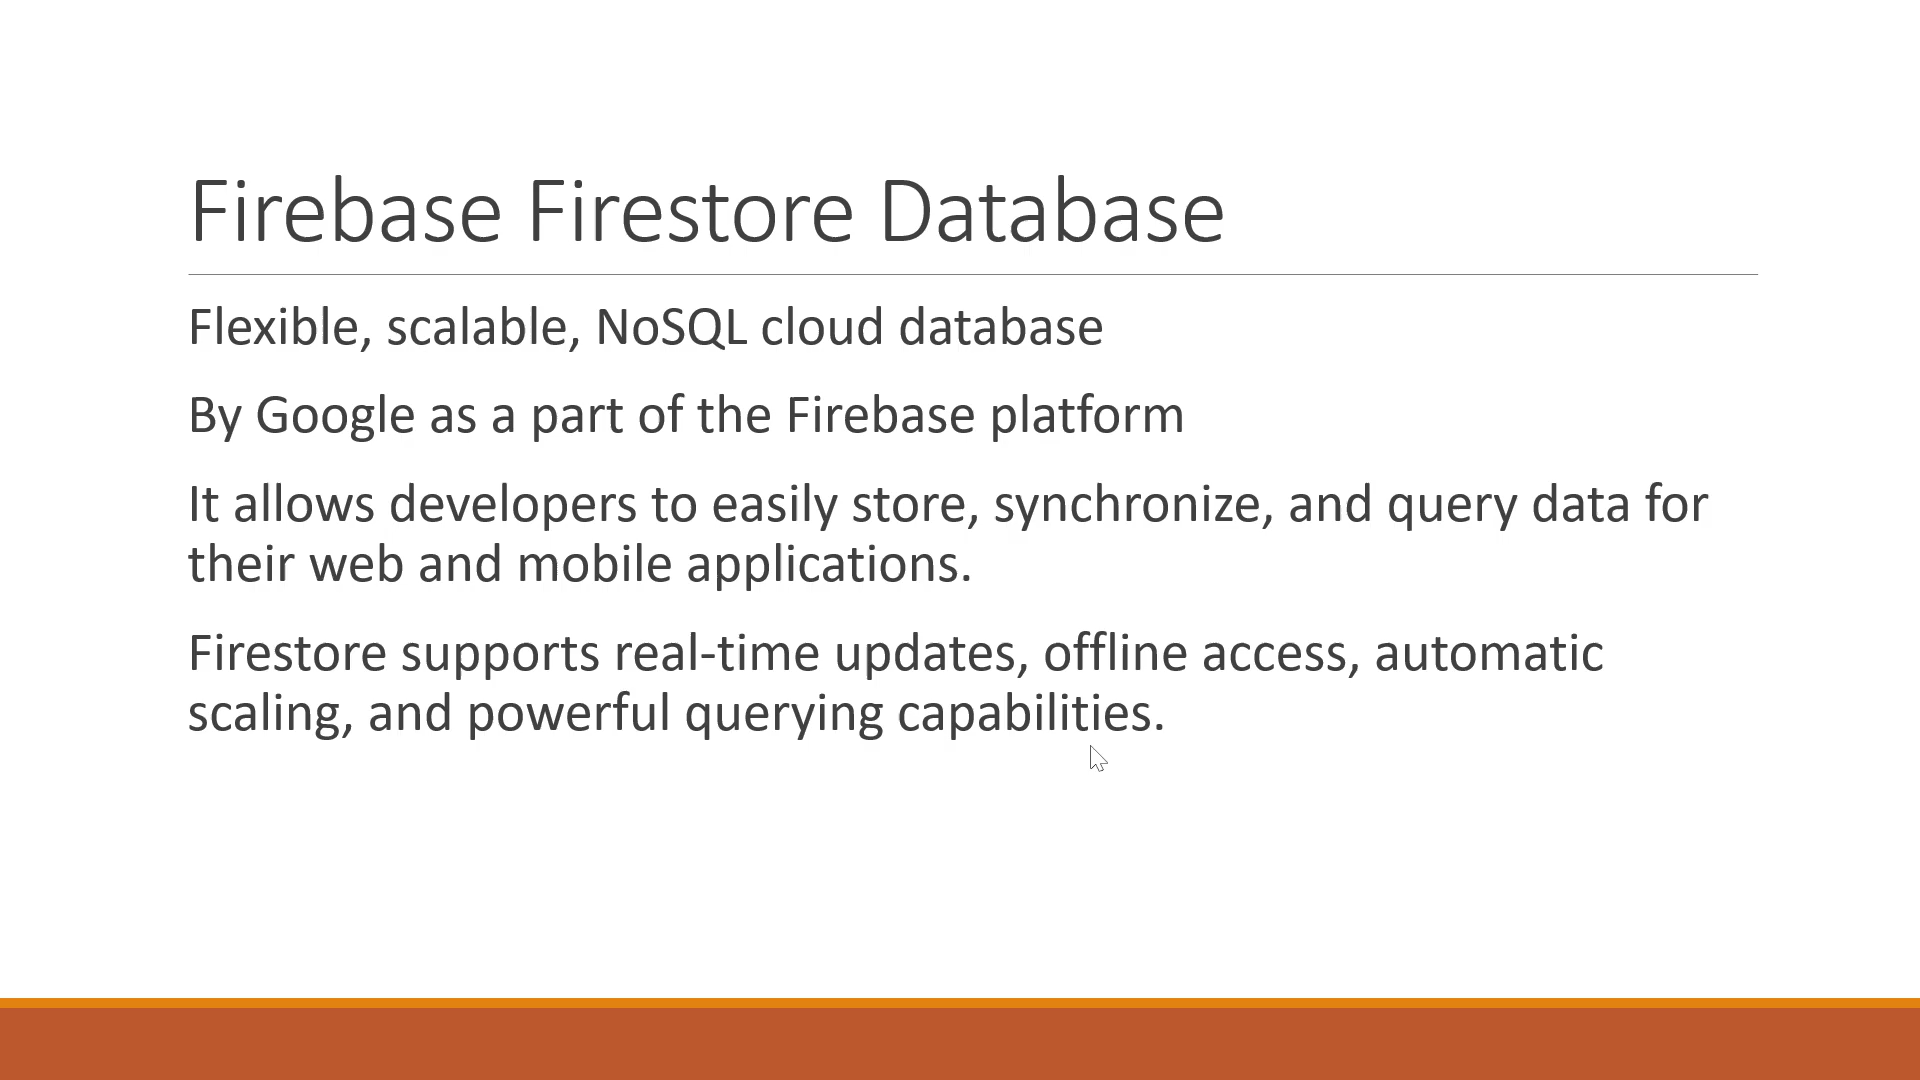 Firebase Firestore Database
Flexible, scalable, NoSQL cloud database
By Google as a part of the Firebase platform
It allows developers to easily store, synchronize, and query data for
their web and mobile applications.
Firestore supports real-time updates, offline access, automatic
scaling, and powerful querying capabilities.